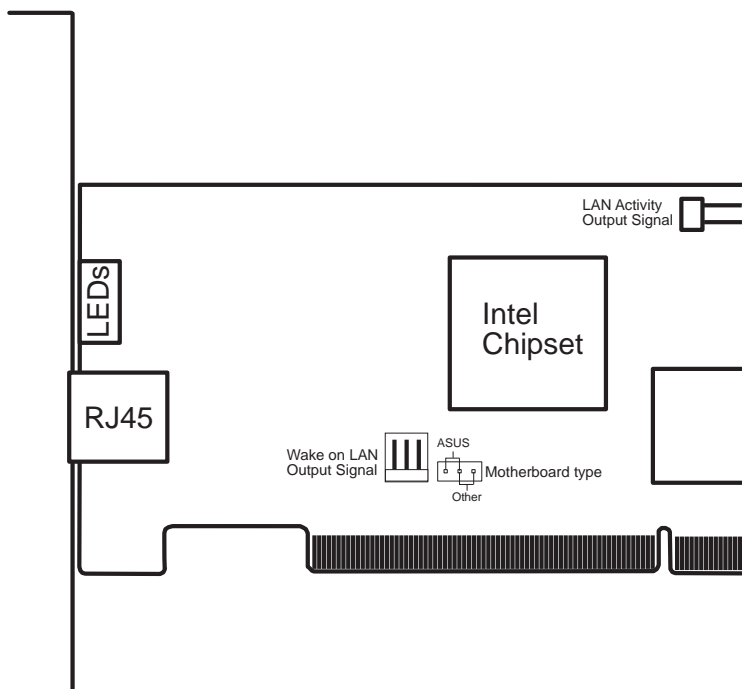 LAN Activity
Output Signal
LEDs
Intel
Chipset
RJ45
Wake on LAN
Output Signal
ASUS
Motherboard type
Other